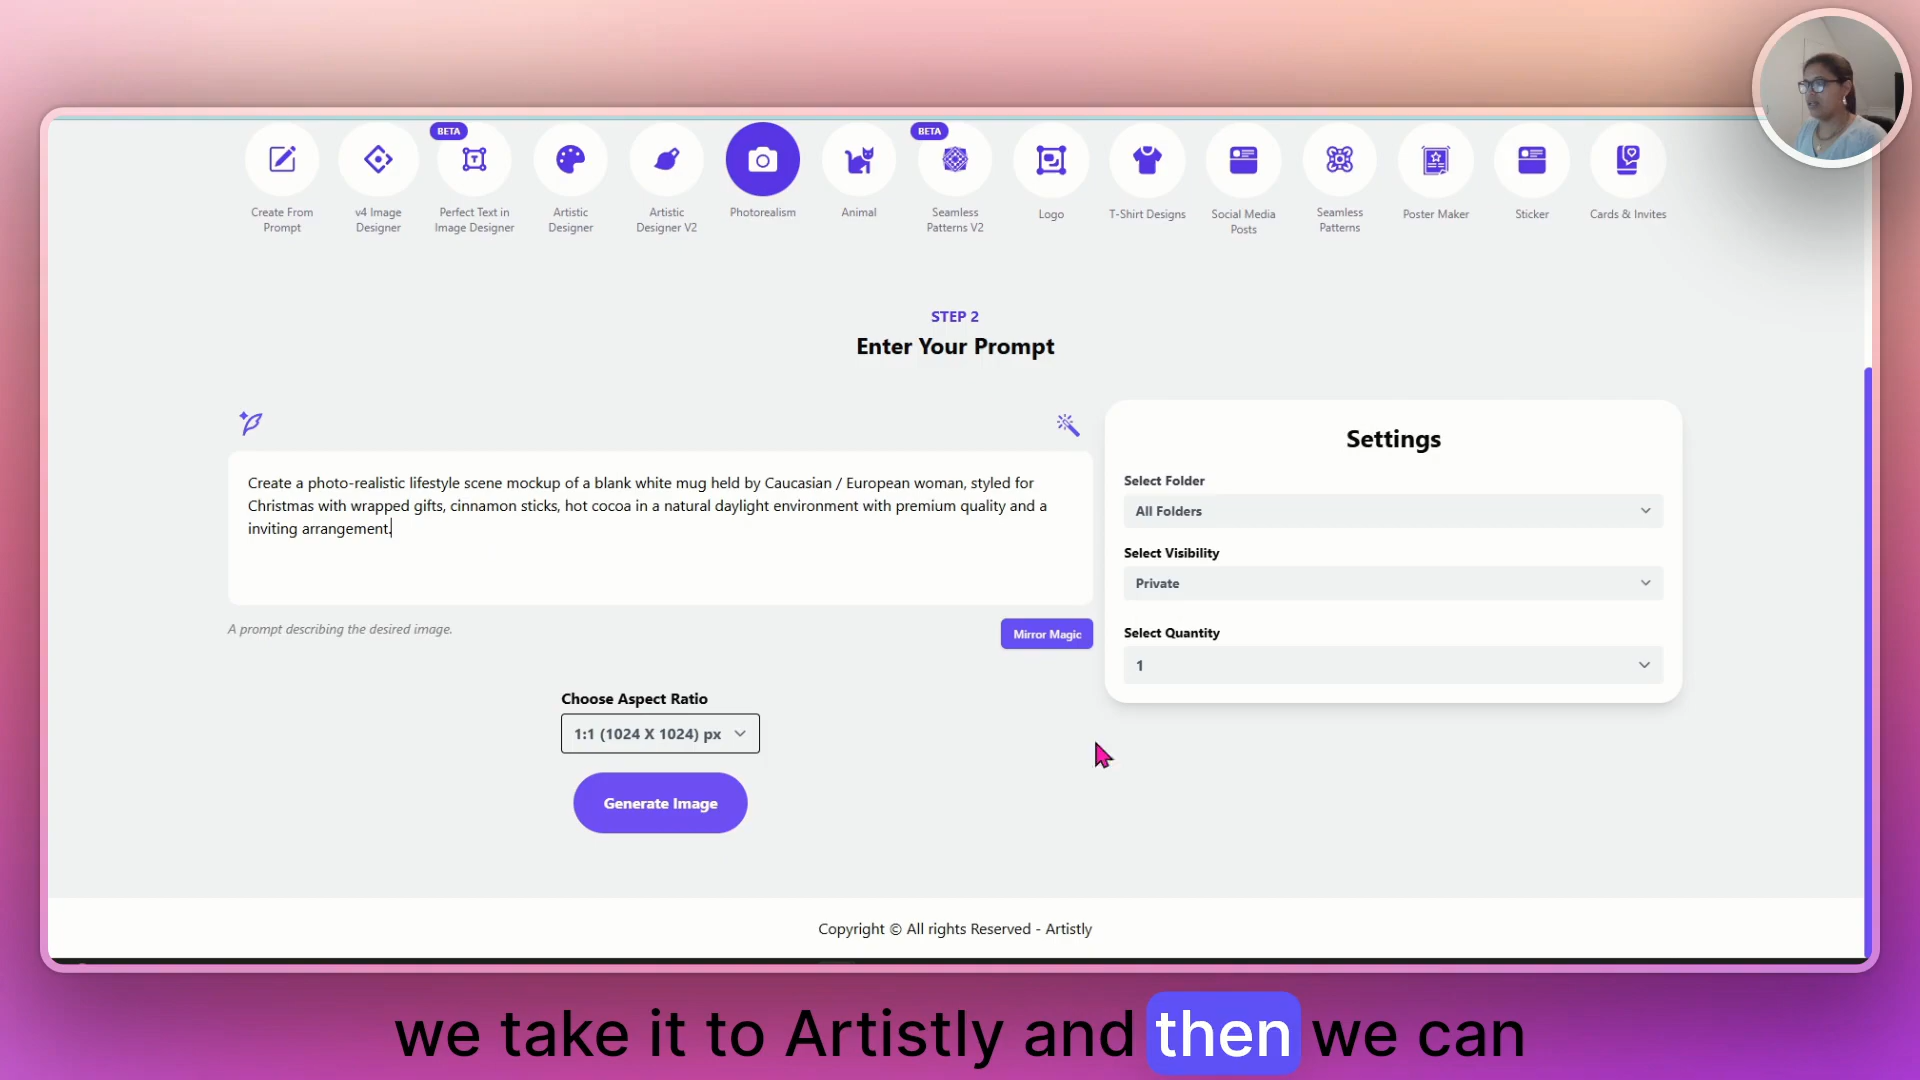 BETA
BETA
Create From Prompt
v4 Image Designer
Perfect Text in Image Designer
Artistic Designer
Artistic Designer V2
Photorealism
Animal
Seamless Patterns V2
Logo
T-Shirt Designs
Social Media Posts
Seamless Patterns
Poster Maker
Sticker
Cards & Invites
STEP 2
Enter Your Prompt
Create a photo-realistic lifestyle scene mockup of a blank white mug held by Caucasian / European woman, styled for
Christmas with wrapped gifts, cinnamon sticks, hot cocoa in a natural daylight environment with premium quality and a
inviting arrangement.
A prompt describing the desired image.
Mirror Magic
Choose Aspect Ratio
1:1 (1024 X 1024) px
Generate Image
Settings
Select Folder
All Folders
Select Visibility
Private
Select Quantity
1
Copyright © All rights Reserved - Artistly
we take it to Artistly and then we can